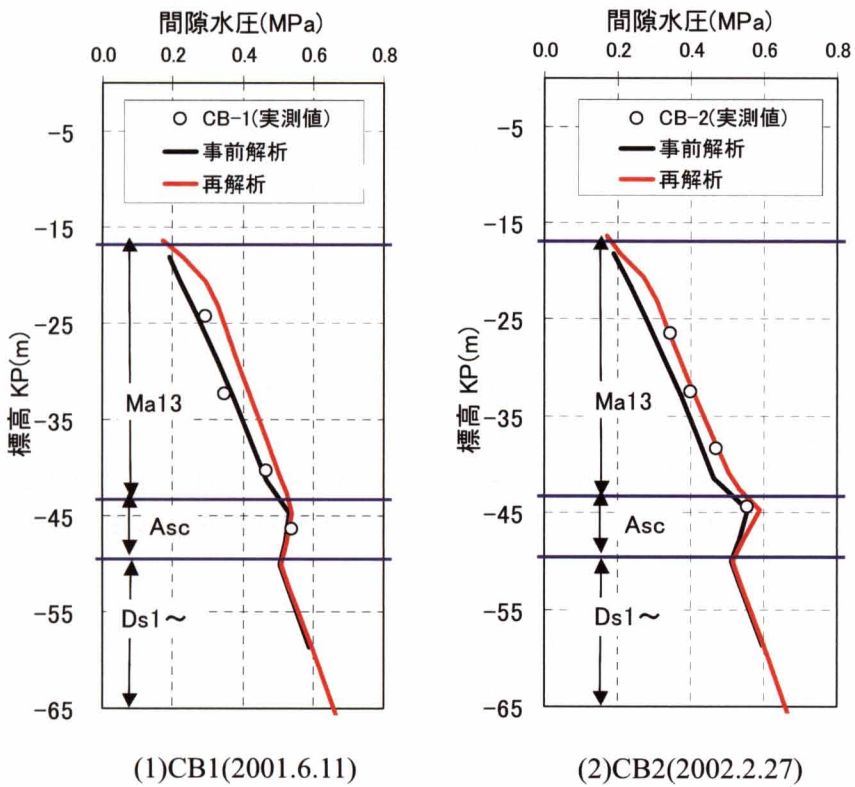 間隙水圧(MPa)
0.0 0.2 0.4 0.6 0.8
CB-1(実測値)
事前解析
再解析
-5
-15
-25
-35
-45
-55
-65
標高 KP(m)
Ma13
Asc
Ds1～
(1)CB1(2001.6.11)
間隙水圧(MPa)
0.0 0.2 0.4 0.6 0.8
CB-2(実測値)
事前解析
再解析
-5
-15
-25
-35
-45
-55
-65
標高 KP(m)
Ma13
Asc
Ds1～
(2)CB2(2002.2.27)